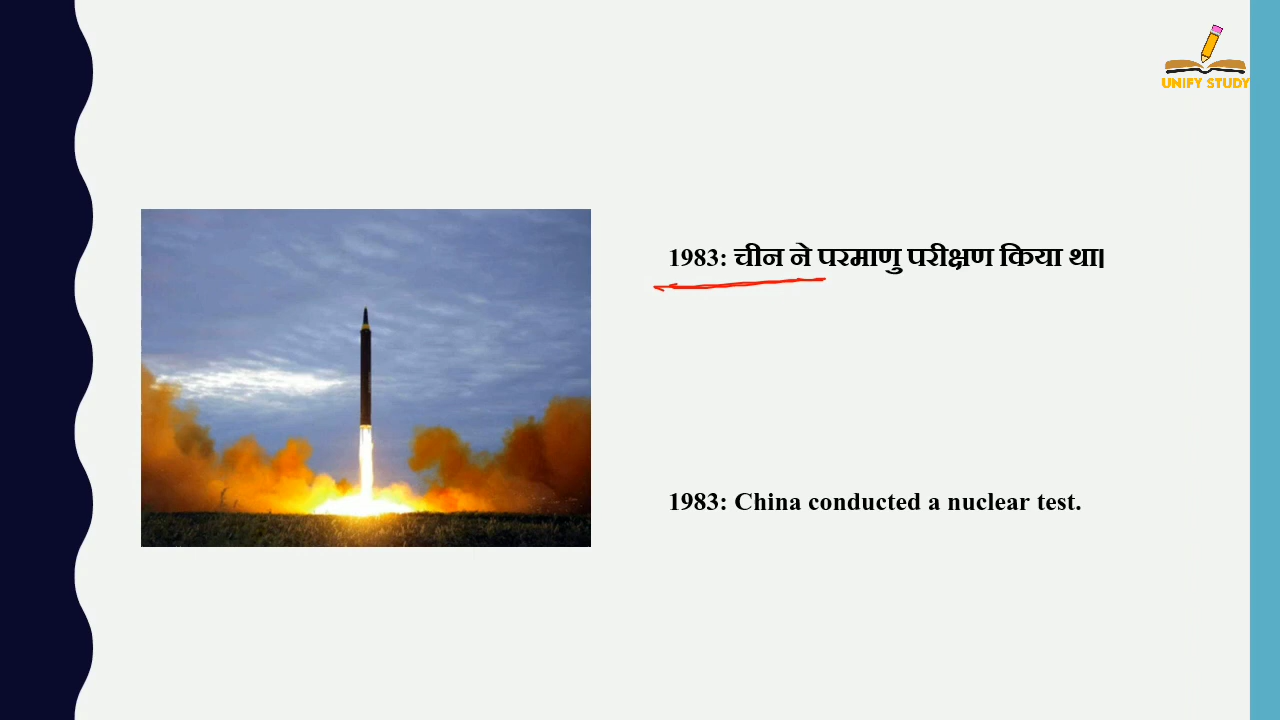 UNIFY STUDY
1983: चीन ने परमाणु परीक्षण किया था।
1983: China conducted a nuclear test.